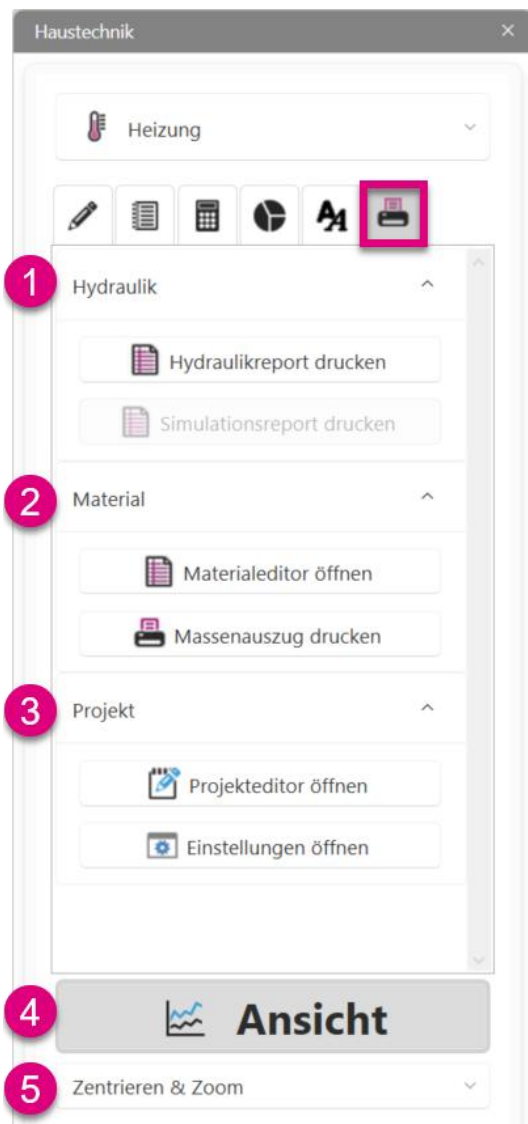 Haustechnik
Heizung
1 Hydraulik
Hydraulikreport drucken
Simulationsreport drucken
2 Material
Materialeditor öffnen
Massenauszug drucken
3 Projekt
Projekteditor öffnen
Einstellungen öffnen
4 Ansicht
5 Zentrieren & Zoom